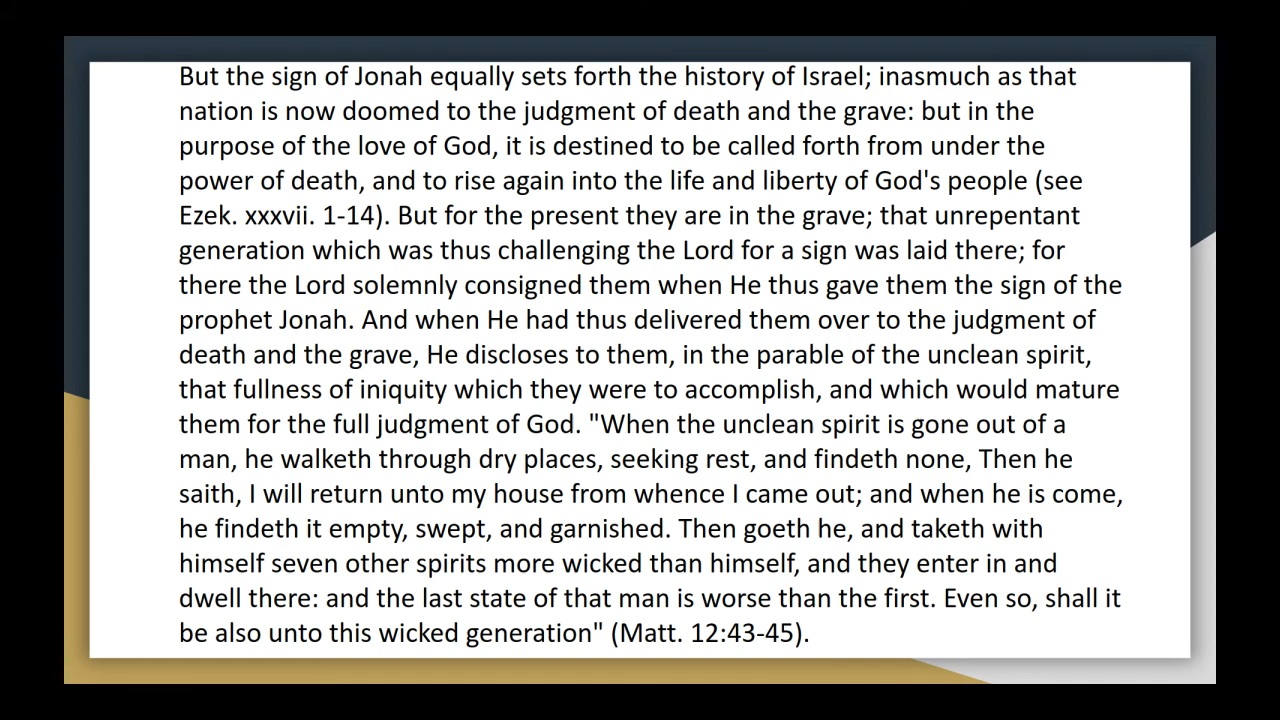 But the sign of Jonah equally sets forth the history of Israel; inasmuch as that
nation is now doomed to the judgment of death and the grave: but in the
purpose of the love of God, it is destined to be called forth from under the
power of death, and to rise again into the life and liberty of God's people (see
Ezek. xxxvii. 1-14). But for the present they are in the grave; that unrepentant
generation which was thus challenging the Lord for a sign was laid there; for
there the Lord solemnly consigned them when He thus gave them the sign of the
prophet Jonah. And when He had thus delivered them over to the judgment of
death and the grave, He discloses to them, in the parable of the unclean spirit,
that fullness of iniquity which they were to accomplish, and which would mature
them for the full judgment of God. "When the unclean spirit is gone out of a
man, he walketh through dry places, seeking rest, and findeth none, Then he
saith, I will return unto my house from whence I came out; and when he is come,
he findeth it empty, swept, and garnished. Then goeth he, and taketh with
himself seven other spirits more wicked than himself, and they enter in and
dwell there: and the last state of that man is worse than the first. Even so, shall it
be also unto this wicked generation" (Matt. 12:43-45).